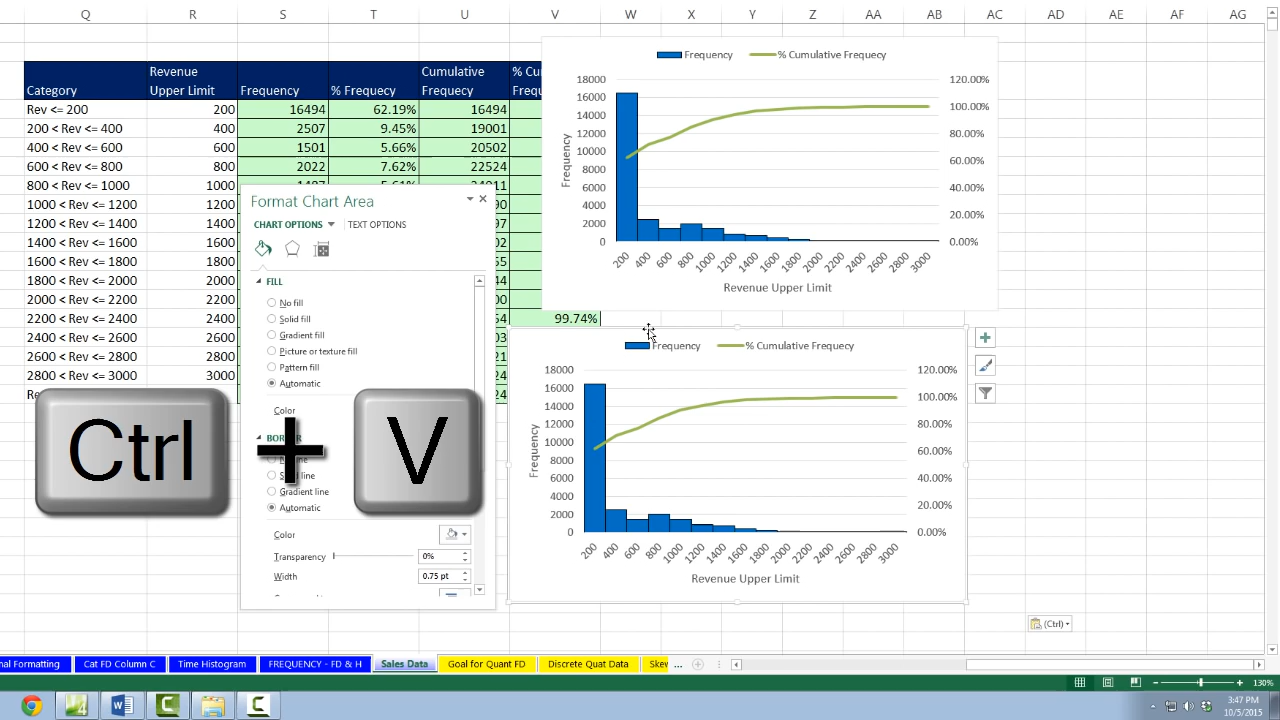 Q R S T U V W X Y Z AA AB AC AD AE AF AG
Revenue Cumulative % Cu
Category Upper Limit Frequency % Frequecy Frequecy Frequ
Rev <= 200 200 16494 62.19% 16494
200 < Rev <= 400 400 2507 9.45% 19001
400 < Rev <= 600 600 1501 5.66% 20502
600 < Rev <= 800 800 2022 7.62% 22524
800 < Rev <= 1000 1000
1000 < Rev <= 1200 1200
1200 < Rev <= 1400 1400
1400 < Rev <= 1600 1600
1600 < Rev <= 1800 1800
1800 < Rev <= 2000 2000
2000 < Rev <= 2200 2200
2200 < Rev <= 2400 2400 99.74%
2400 < Rev <= 2600 2600
2600 < Rev <= 2800 2800
2800 < Rev <= 3000 3000
Format Chart Area
CHART OPTIONS TEXT OPTIONS
FILL
No fill
Solid fill
Gradient fill
Picture or texture fill
Pattern fill
Automatic
Color
Gradient line
Automatic
Color
Transparency 0%
Width 0.75 pt
Ctrl + V
Frequency % Cumulative Frequecy
18000 120.00%
16000 100.00%
14000 80.00%
12000 60.00%
10000 40.00%
8000 20.00%
6000 0.00%
4000
2000
0
Frequency
200 400 600 800 1000 1200 1400 1600 1800 2000 2200 2400 2600 2800 3000
Revenue Upper Limit
Frequency % Cumulative Frequecy
18000 120.00%
16000 100.00%
14000 80.00%
12000 60.00%
10000 40.00%
8000 20.00%
6000 0.00%
4000
2000
0
Frequency
200 400 600 800 1000 1200 1400 1600 1800 2000 2200 2400 2600 2800 3000
Revenue Upper Limit
(Ctrl)
nal Formatting Cat FD Column C Time Histogram FREQUENCY - FD & H Sales Data Goal for Quant FD Discrete Quat Data Skew ...
130%
3:47 PM
10/5/2015